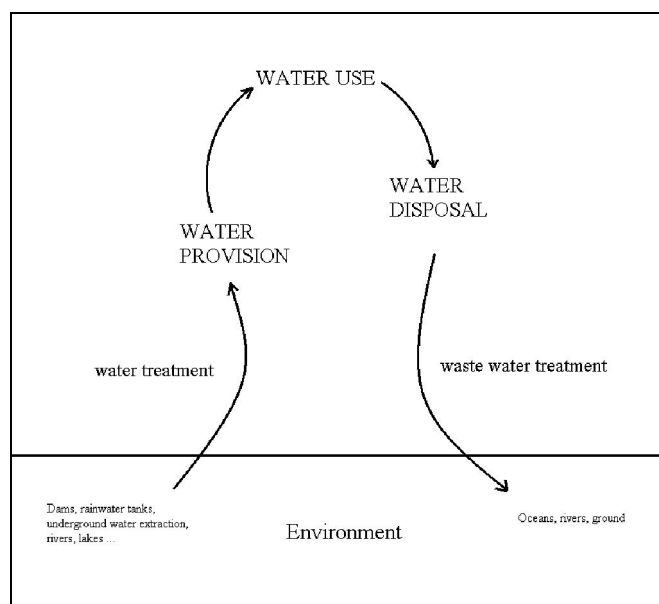 WATER USE
WATER
DISPOSAL
WATER
PROVISION
water treatment
waste water treatment
Dams, rainwater tanks,
underground water extraction,
rivers, lakes ...
Environment
Oceans, rivers, ground